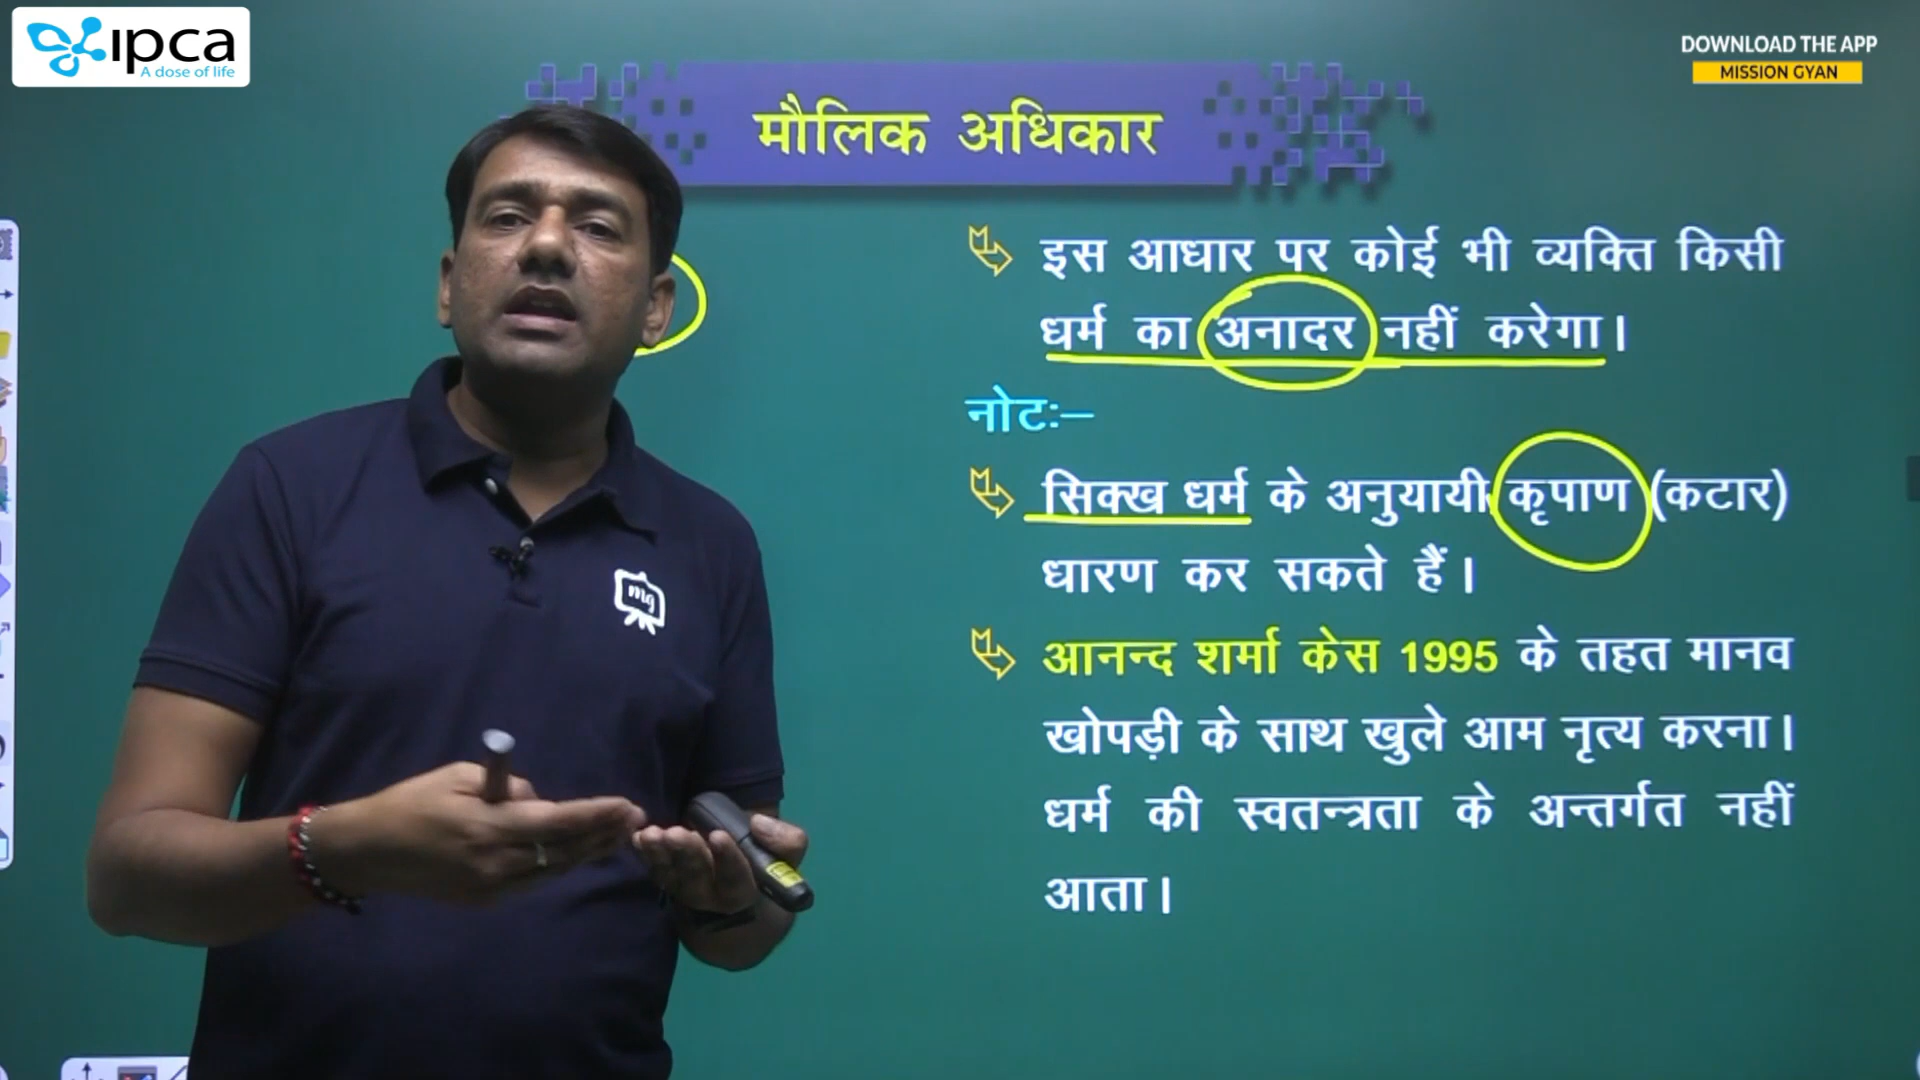 ipca
A dose of life
DOWNLOAD THE APP
MISSION GYAN
मौलिक अधिकार
इस आधार पर कोई भी व्यक्ति किसी
धर्म का अनादर नहीं करेगा।
नोटः–
सिक्ख धर्म के अनुयायी कृपाण (कटार)
धारण कर सकते हैं।
आनन्द शर्मा केस 1995 के तहत मानव
खोपड़ी के साथ खुले आम नृत्य करना।
धर्म की स्वतन्त्रता के अन्तर्गत नहीं
आता।
mg